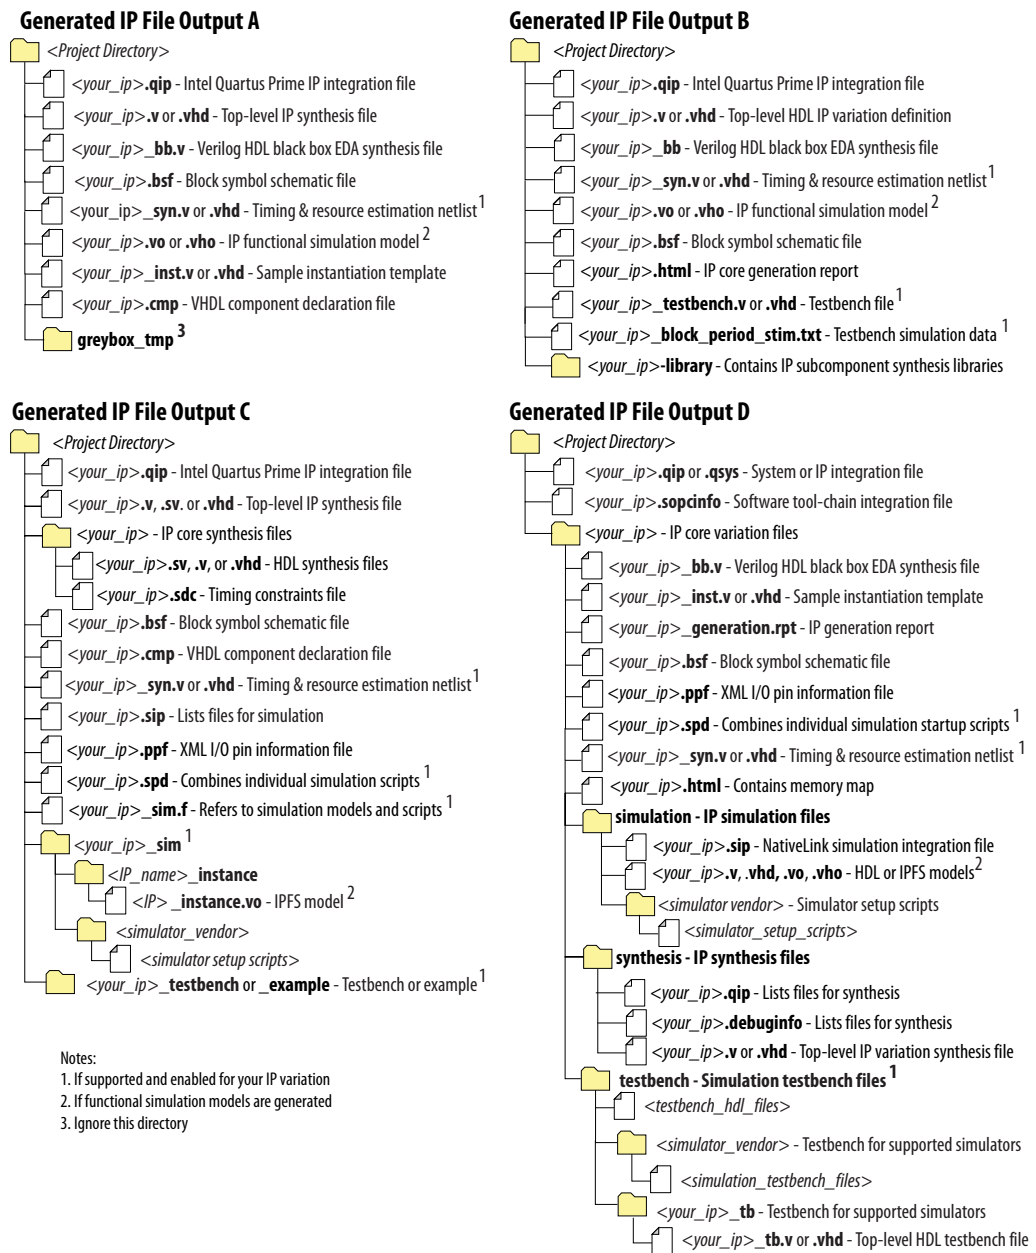 Generated IP File Output A
<Project Directory>
<your_ip>.qip - Intel Quartus Prime IP integration file
<your_ip>.v or .vhd - Top-level IP synthesis file
<your_ip>_bb.v - Verilog HDL black box EDA synthesis file
<your_ip>.bsf - Block symbol schematic file
<your_ip>_syn.v or .vhd - Timing & resource estimation netlist 1
<your_ip>.vo or .vho - IP functional simulation model 2
<your_ip>_inst.v or .vhd - Sample instantiation template
<your_ip>.cmp - VHDL component declaration file
greybox_tmp 3
Generated IP File Output B
<Project Directory>
<your_ip>.qip - Intel Quartus Prime IP integration file
<your_ip>.v or .vhd - Top-level HDL IP variation definition
<your_ip>_bb - Verilog HDL black box EDA synthesis file
<your_ip>_syn.v or .vhd - Timing & resource estimation netlist 1
<your_ip>.vo or .vho - IP functional simulation model 2
<your_ip>.bsf - Block symbol schematic file
<your_ip>.html - IP core generation report
<your_ip>_testbench.v or .vhd - Testbench file 1
<your_ip>_block_period_stim.txt - Testbench simulation data 1
<your_ip>-library - Contains IP subcomponent synthesis libraries
Generated IP File Output C
<Project Directory>
<your_ip>.qip - Intel Quartus Prime IP integration file
<your_ip>.v, .sv. or .vhd - Top-level IP synthesis file
<your_ip> - IP core synthesis files
<your_ip>.sv, .v, or .vhd - HDL synthesis files
<your_ip>.sdc - Timing constraints file
<your_ip>.bsf - Block symbol schematic file
<your_ip>.cmp - VHDL component declaration file
<your_ip>_syn.v or .vhd - Timing & resource estimation netlist 1
<your_ip>.sip - Lists files for simulation
<your_ip>.ppf - XML I/O pin information file
<your_ip>.spd - Combines individual simulation scripts 1
<your_ip>_sim.f - Refers to simulation models and scripts 1
<your_ip>_sim 1
<IP_name>_instance
<IP>_instance.vo - IPFS model 2
<simulator_vendor>
<simulator setup scripts>
<your_ip>_testbench or _example - Testbench or example 1
Notes:
1. If supported and enabled for your IP variation
2. If functional simulation models are generated
3. Ignore this directory
Generated IP File Output D
<Project Directory>
<your_ip>.qip or .qsys - System or IP integration file
<your_ip>.sopcinfo - Software tool-chain integration file
<your_ip> - IP core variation files
<your_ip>_bb.v - Verilog HDL black box EDA synthesis file
<your_ip>_inst.v or .vhd - Sample instantiation template
<your_ip>_generation.rpt - IP generation report
<your_ip>.bsf - Block symbol schematic file
<your_ip>.ppf - XML I/O pin information file
<your_ip>.spd - Combines individual simulation startup scripts 1
<your_ip>_syn.v or .vhd - Timing & resource estimation netlist 1
<your_ip>.html - Contains memory map
simulation - IP simulation files
<your_ip>.sip - NativeLink simulation integration file
<your_ip>.v, .vhd, .vo, .vho - HDL or IPFS models 2
<simulator vendor> - Simulator setup scripts
<simulator_setup_scripts>
synthesis - IP synthesis files
<your_ip>.qip - Lists files for synthesis
<your_ip>.debuginfo - Lists files for synthesis
<your_ip>.v or .vhd - Top-level IP variation synthesis file
testbench - Simulation testbench files 1
<testbench_hdl_files>
<simulator_vendor> - Testbench for supported simulators
<simulation_testbench_files>
<your_ip>_tb - Testbench for supported simulators
<your_ip>_tb.v or .vhd - Top-level HDL testbench file